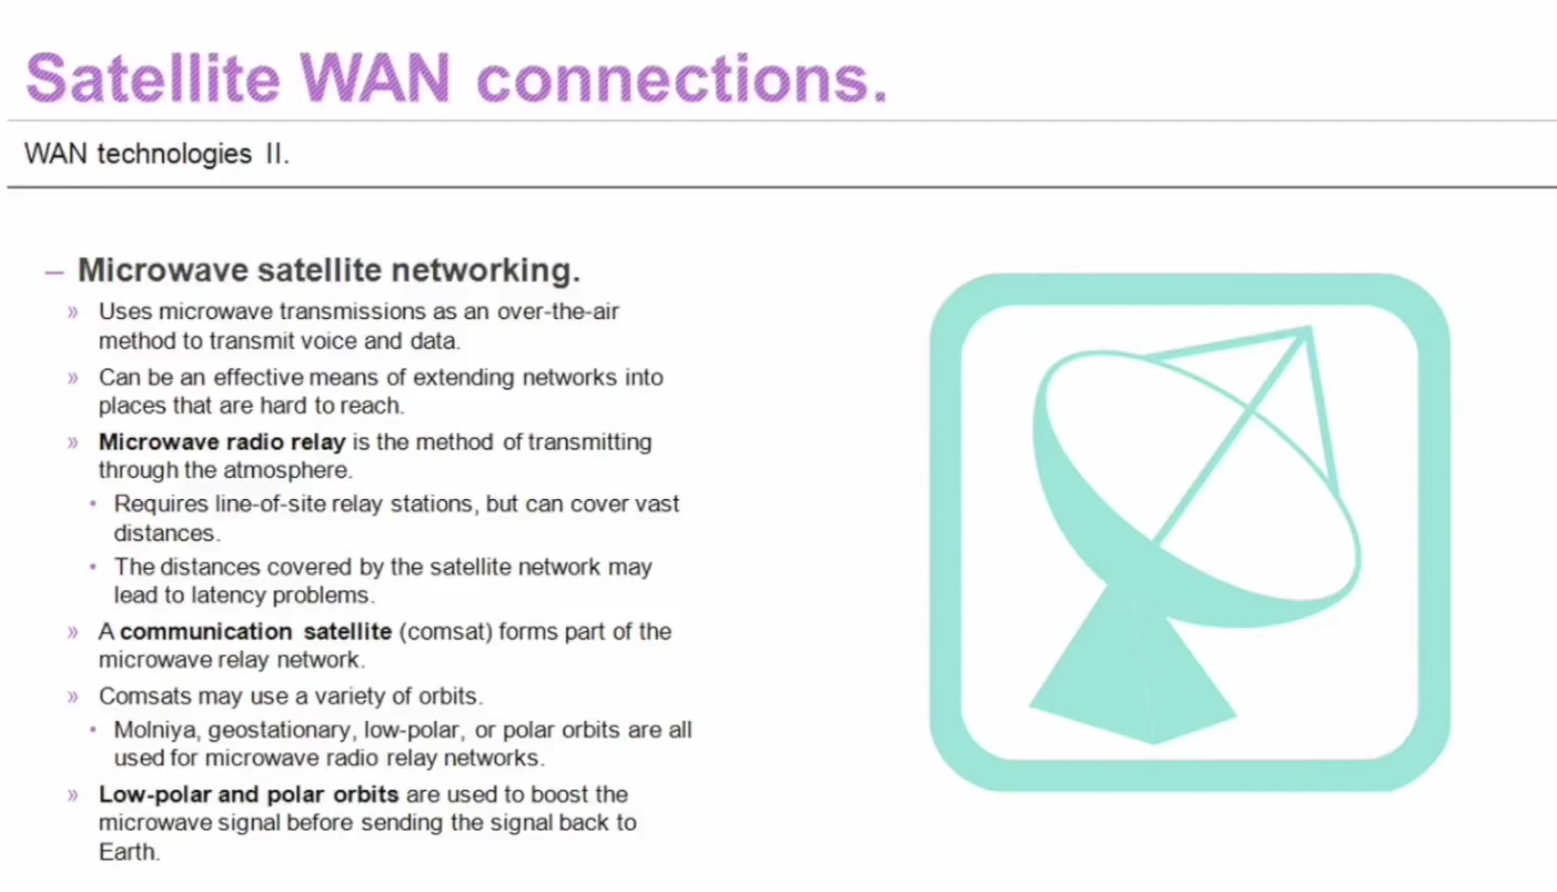 Satellite WAN connections.
WAN technologies II.
– Microwave satellite networking.
» Uses microwave transmissions as an over-the-air
method to transmit voice and data.
» Can be an effective means of extending networks into
places that are hard to reach.
» Microwave radio relay is the method of transmitting
through the atmosphere.
• Requires line-of-site relay stations, but can cover vast
distances.
• The distances covered by the satellite network may
lead to latency problems.
» A communication satellite (comsat) forms part of the
microwave relay network.
» Comsats may use a variety of orbits.
• Molniya, geostationary, low-polar, or polar orbits are all
used for microwave radio relay networks.
» Low-polar and polar orbits are used to boost the
microwave signal before sending the signal back to
Earth.